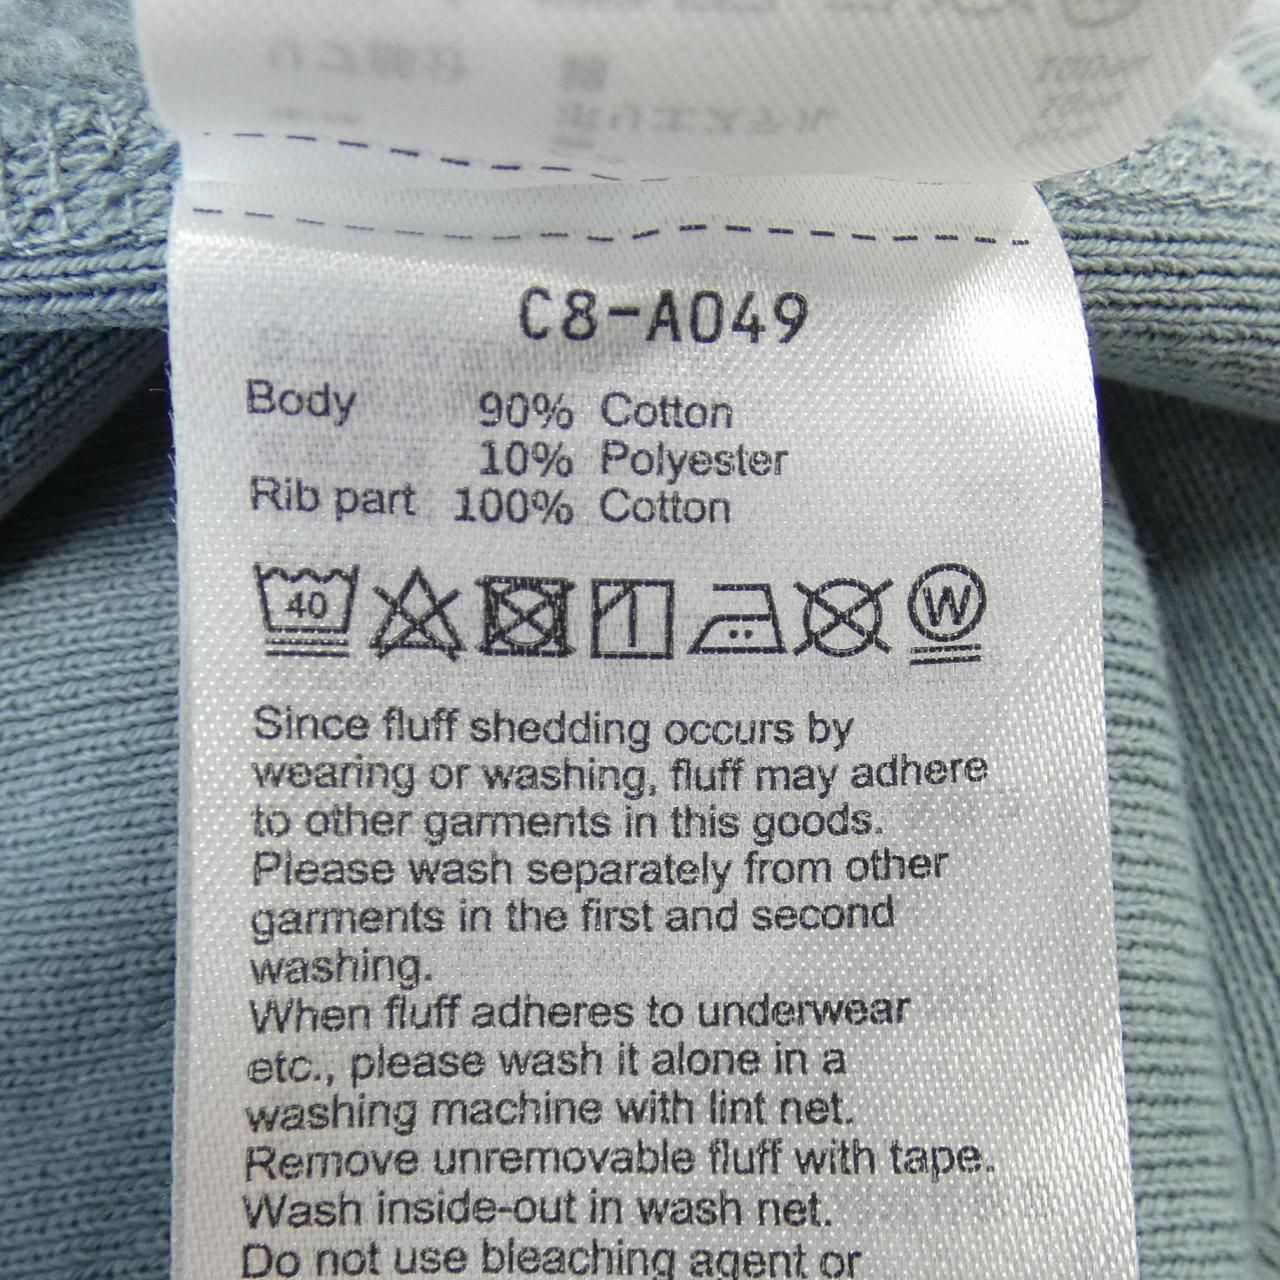 C8-A049
Body 90% Cotton
10% Polyester
Rib part 100% Cotton
40
W
Since fluff shedding occurs by
wearing or washing, fluff may adhere
to other garments in this goods.
Please wash separately from other
garments in the first and second
washing.
When fluff adheres to underwear
etc., please wash it alone in a
washing machine with lint net.
Remove unremovable fluff with tape.
Wash inside-out in wash net.
Do not use bleaching agent or